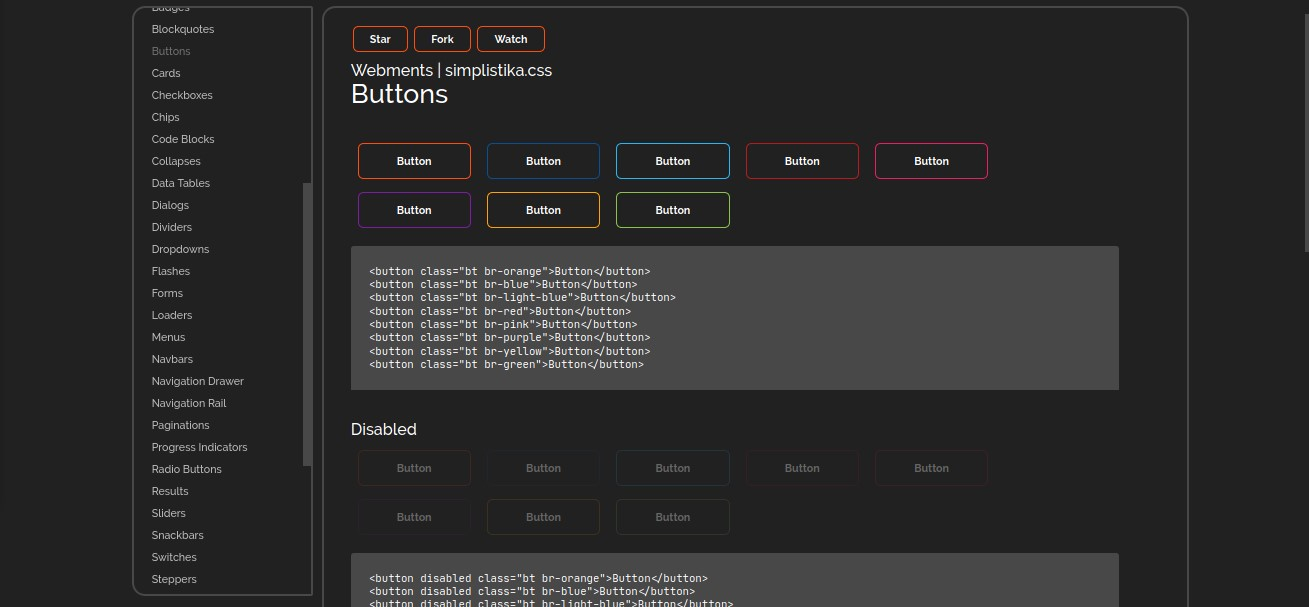 Badges
Blockquotes
Buttons
Cards
Checkboxes
Chips
Code Blocks
Collapses
Data Tables
Dialogs
Dividers
Dropdowns
Flashes
Forms
Loaders
Menus
Navbars
Navigation Drawer
Navigation Rail
Paginations
Progress Indicators
Radio Buttons
Results
Sliders
Snackbars
Switches
Steppers
Star Fork Watch
Webments | simplistika.css
Buttons
Button Button Button Button Button
Button Button Button
<button class="bt br-orange">Button</button>
<button class="bt br-blue">Button</button>
<button class="bt br-light-blue">Button</button>
<button class="bt br-red">Button</button>
<button class="bt br-pink">Button</button>
<button class="bt br-purple">Button</button>
<button class="bt br-yellow">Button</button>
<button class="bt br-green">Button</button>
Disabled
Button Button Button Button Button
Button Button Button
<button disabled class="bt br-orange">Button</button>
<button disabled class="bt br-blue">Button</button>
<button disabled class="bt br-light-blue">Button</button>